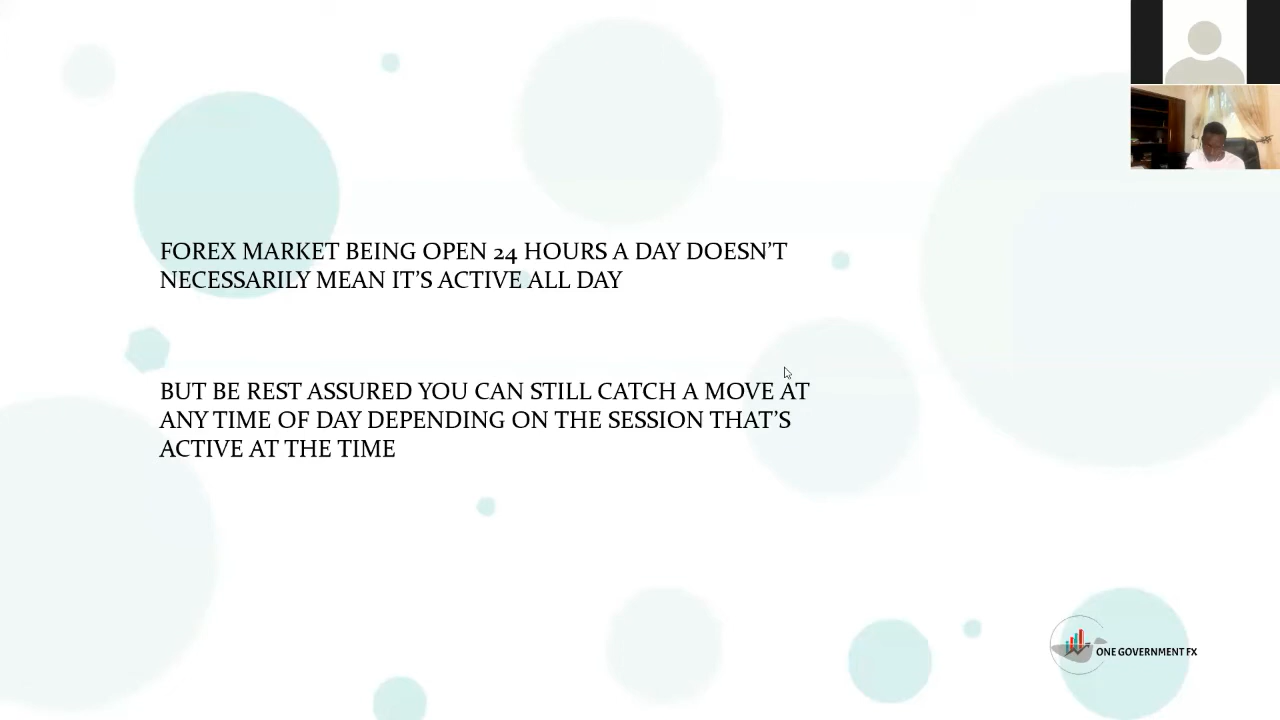 FOREX MARKET BEING OPEN 24 HOURS A DAY DOESN’T
NECESSARILY MEAN IT’S ACTIVE ALL DAY
BUT BE REST ASSURED YOU CAN STILL CATCH A MOVE AT
ANY TIME OF DAY DEPENDING ON THE SESSION THAT’S
ACTIVE AT THE TIME
ONE GOVERNMENT FX